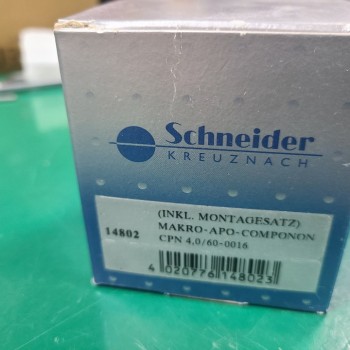 Schneider
KREUZNACH
(INKL. MONTAGESATZ)
14802 MAKRO-APO-COMPONON
CPN 4,0/60-0016
4 020776 148023